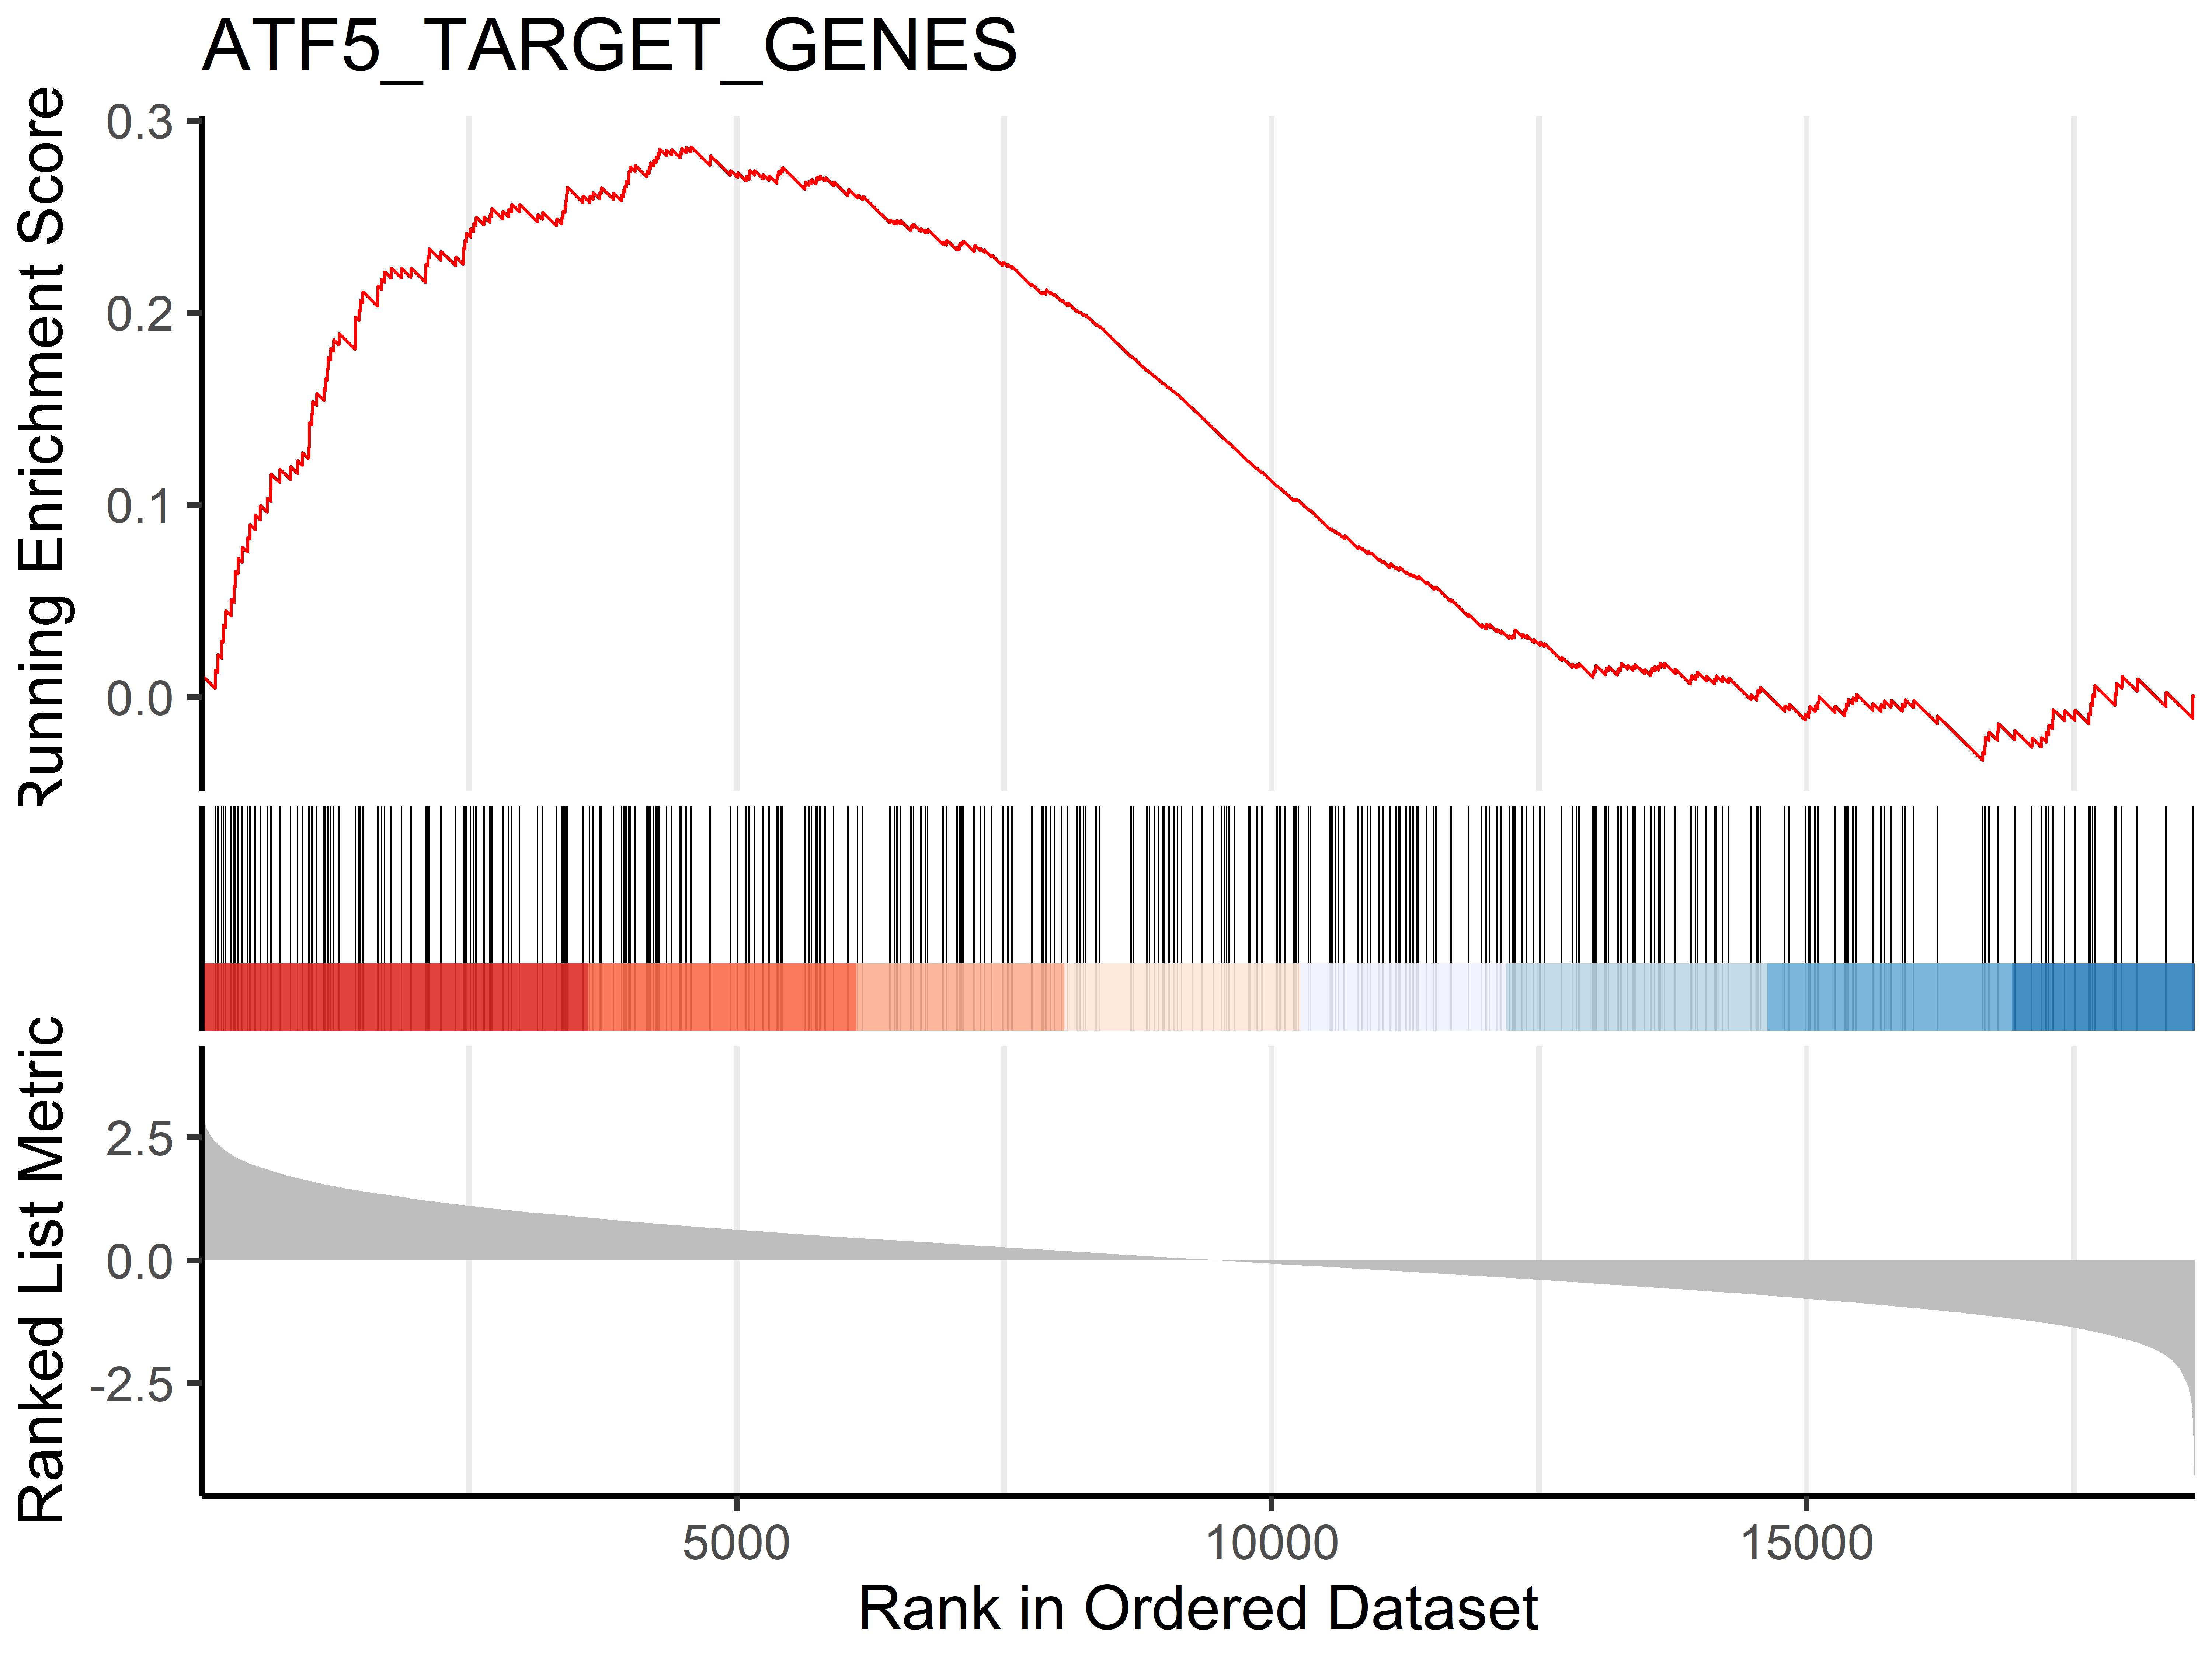 ATF5_TARGET_GENES
Running Enrichment Score
0.3
0.2
0.1
0.0
Ranked List Metric
2.5
0.0
-2.5
5000
10000
15000
Rank in Ordered Dataset